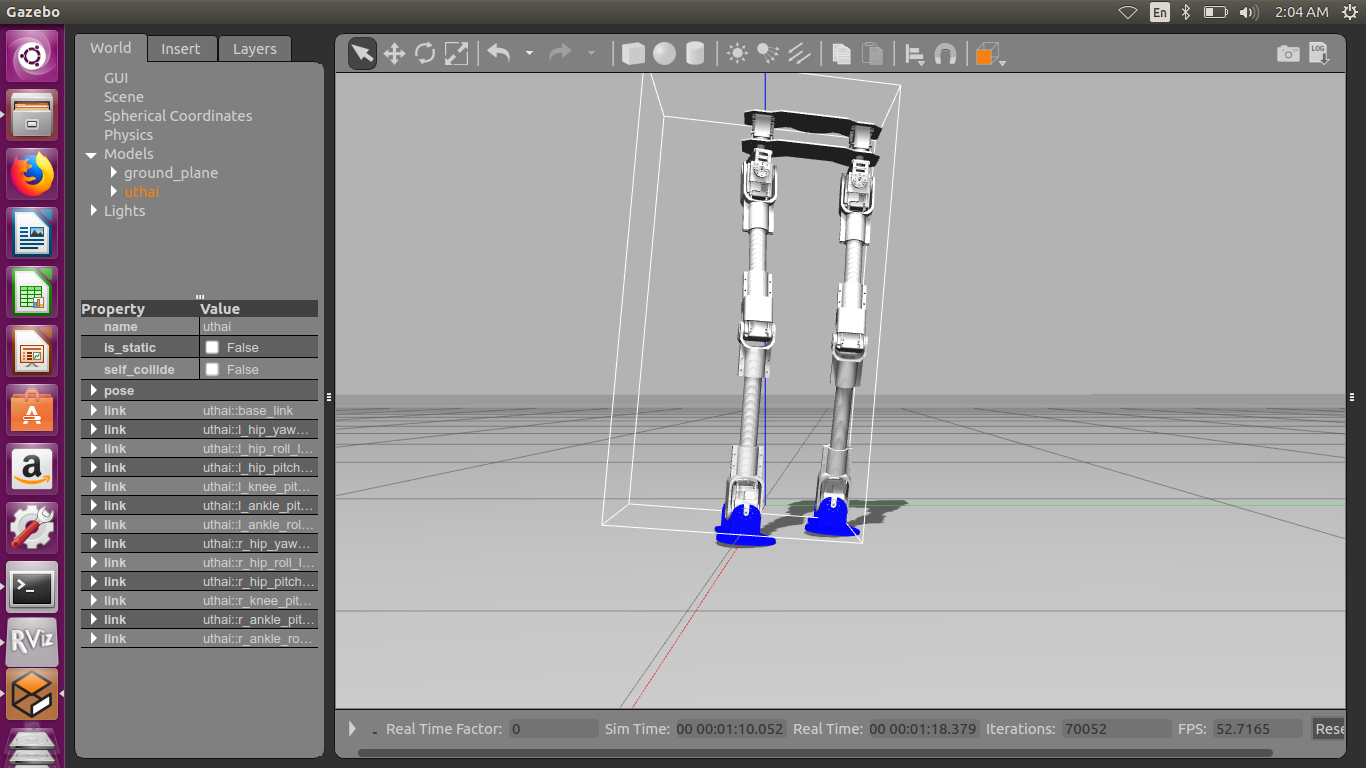 Gazebo
En
2:04 AM
World
Insert
Layers
LOG
GUI
Scene
Spherical Coordinates
Physics
Models
ground_plane
uthai
Lights
Property Value
name uthai
is_static False
self_collide False
pose
link uthai::base_link
link uthai::l_hip_yaw…
link uthai::l_hip_roll_l…
link uthai::l_hip_pitch…
link uthai::l_knee_pit…
link uthai::l_ankle_pit…
link uthai::l_ankle_rol…
link uthai::r_hip_yaw…
link uthai::r_hip_roll_l…
link uthai::r_hip_pitch…
link uthai::r_knee_pit…
link uthai::r_ankle_pit…
link uthai::r_ankle_ro…
RViz
Real Time Factor: 0 Sim Time: 00 00:01:10.052 Real Time: 00 00:01:18.379 Iterations: 70052 FPS: 52.7165 Rese